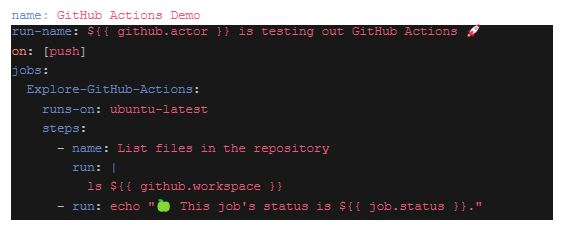 name: GitHub Actions Demo
run-name: ${{ github.actor }} is testing out GitHub Actions 🚀
on: [push]
jobs:
  Explore-GitHub-Actions:
    runs-on: ubuntu-latest
    steps:
      - name: List files in the repository
        run: |
          ls ${{ github.workspace }}
      - run: echo "🍏 This job's status is ${{ job.status }}."